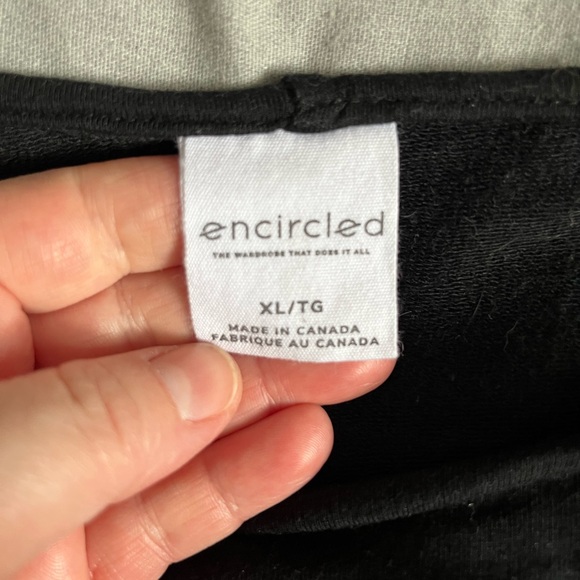 encircled
THE WARDROBE THAT DOES IT ALL
XL/TG
MADE IN CANADA
FABRIQUE AU CANADA